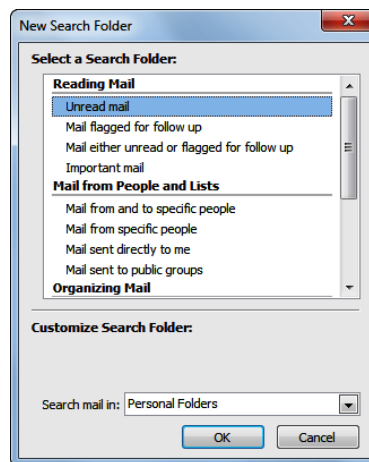 New Search Folder
Select a Search Folder:
Reading Mail
Unread mail
Mail flagged for follow up
Mail either unread or flagged for follow up
Important mail
Mail from People and Lists
Mail from and to specific people
Mail from specific people
Mail sent directly to me
Mail sent to public groups
Organizing Mail
Customize Search Folder:
Search mail in: Personal Folders
OK Cancel